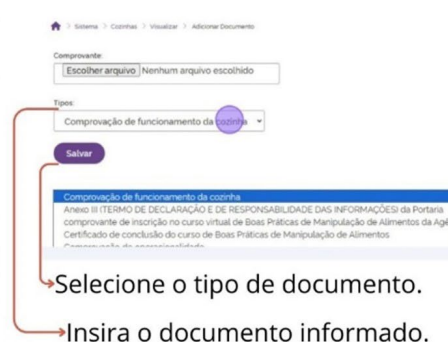 Sistema > Cozinhas > Visualizar > Adicionar Documento
Comprovante:
Escolher arquivo Nenhum arquivo escolhido
Tipos:
Comprovação de funcionamento da cozinha
Salvar
Comprovação de funcionamento da cozinha
Anexo III (TERMO DE DECLARAÇÃO E DE RESPONSABILIDADE DAS INFORMAÇÕES) da Portaria
comprovante de inscrição no curso virtual de Boas Práticas de Manipulação de Alimentos da Agê
Certificado de conclusão do curso de Boas Práticas de Manipulação de Alimentos
Comprovação de operacionalidade
Selecione o tipo de documento.
Insira o documento informado.